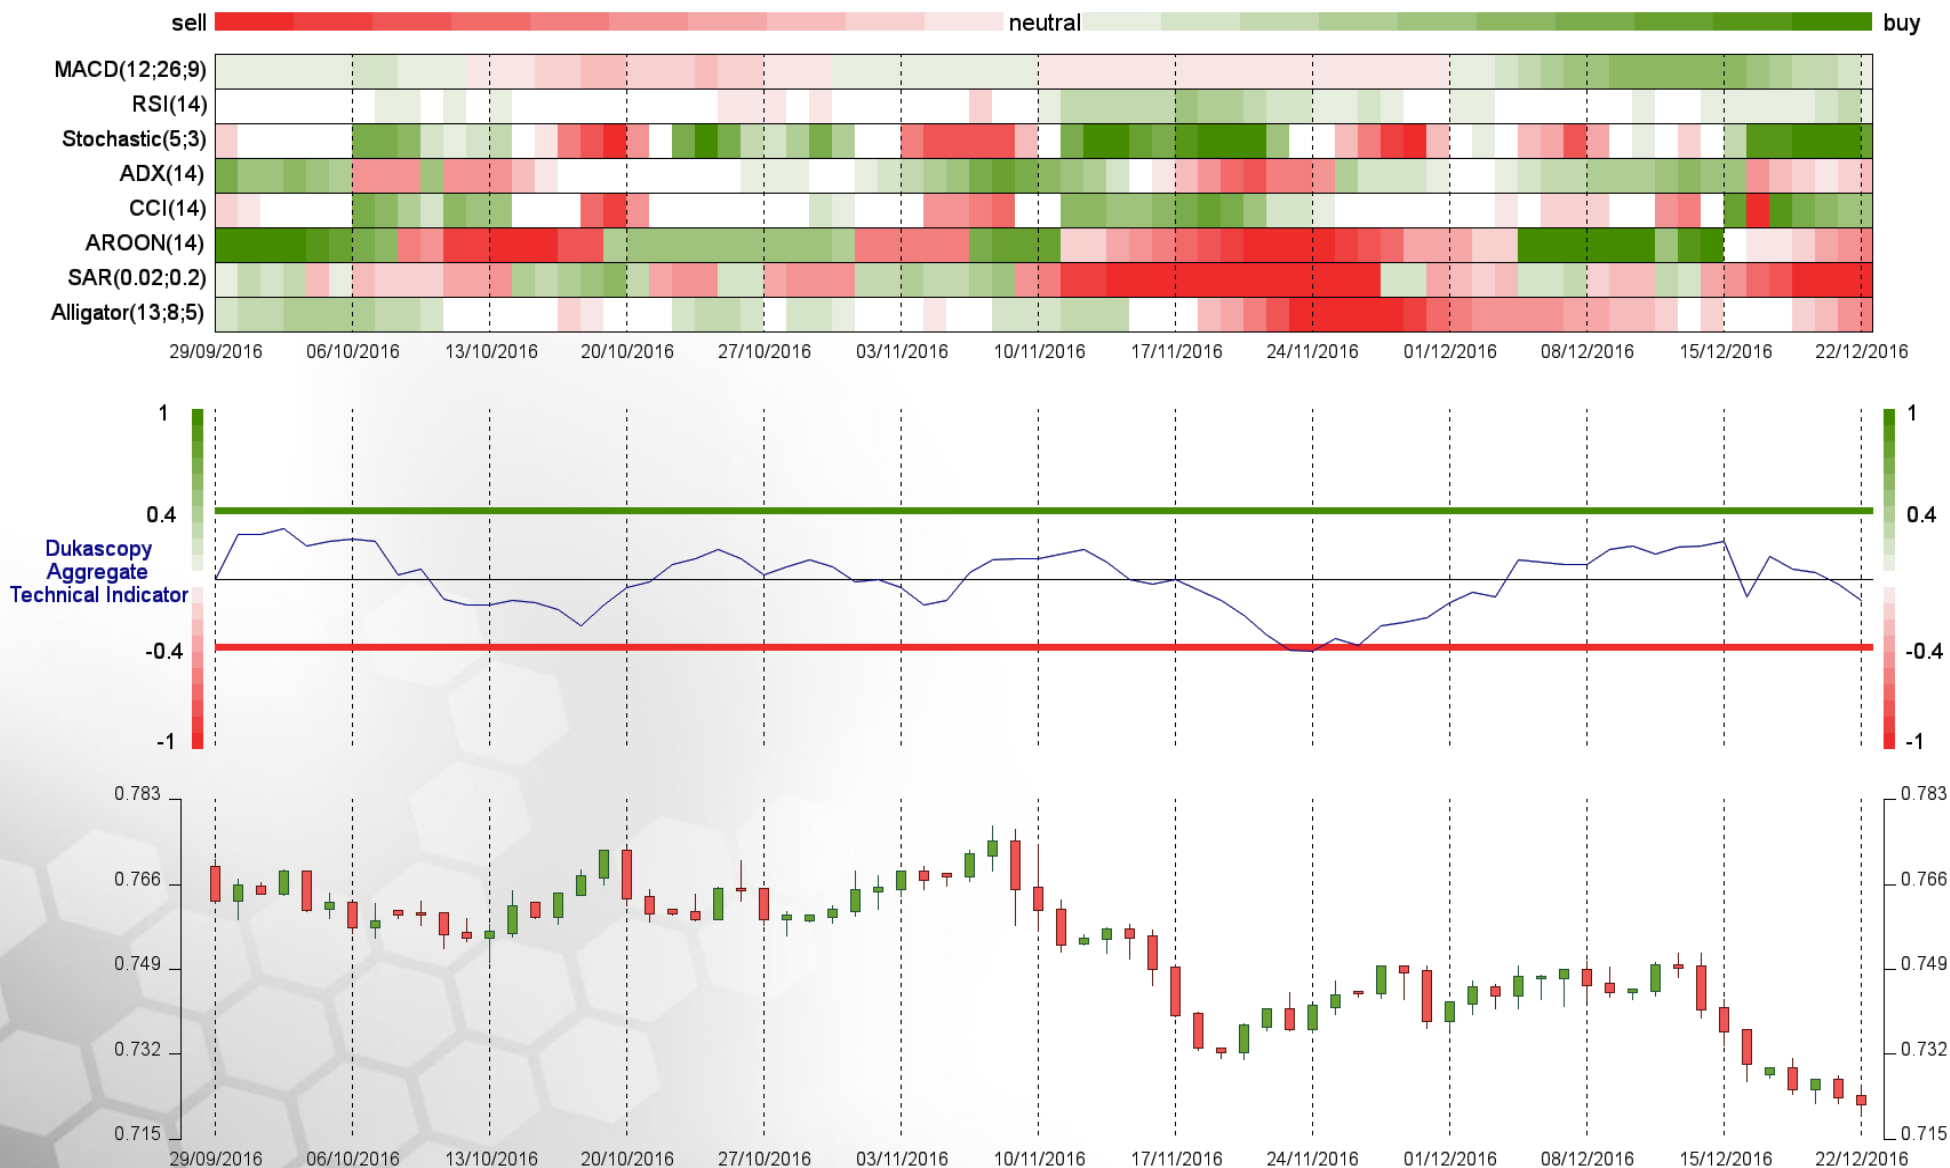 sell neutral buy
MACD(12;26;9)
RSI(14)
Stochastic(5;3)
ADX(14)
CCI(14)
AROON(14)
SAR(0.02;0.2)
Alligator(13;8;5)
29/09/2016 06/10/2016 13/10/2016 20/10/2016 27/10/2016 03/11/2016 10/11/2016 17/11/2016 24/11/2016 01/12/2016 08/12/2016 15/12/2016 22/12/2016
1 1
0.4 0.4
Dukascopy
Aggregate
Technical Indicator
-0.4 -0.4
-1 -1
0.783 0.783
0.766 0.766
0.749 0.749
0.732 0.732
0.715 0.715
29/09/2016 06/10/2016 13/10/2016 20/10/2016 27/10/2016 03/11/2016 10/11/2016 17/11/2016 24/11/2016 01/12/2016 08/12/2016 15/12/2016 22/12/2016